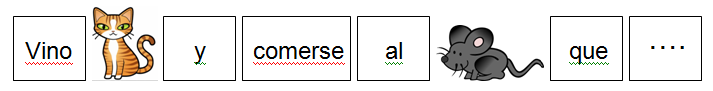 Vino y comerse al que ....